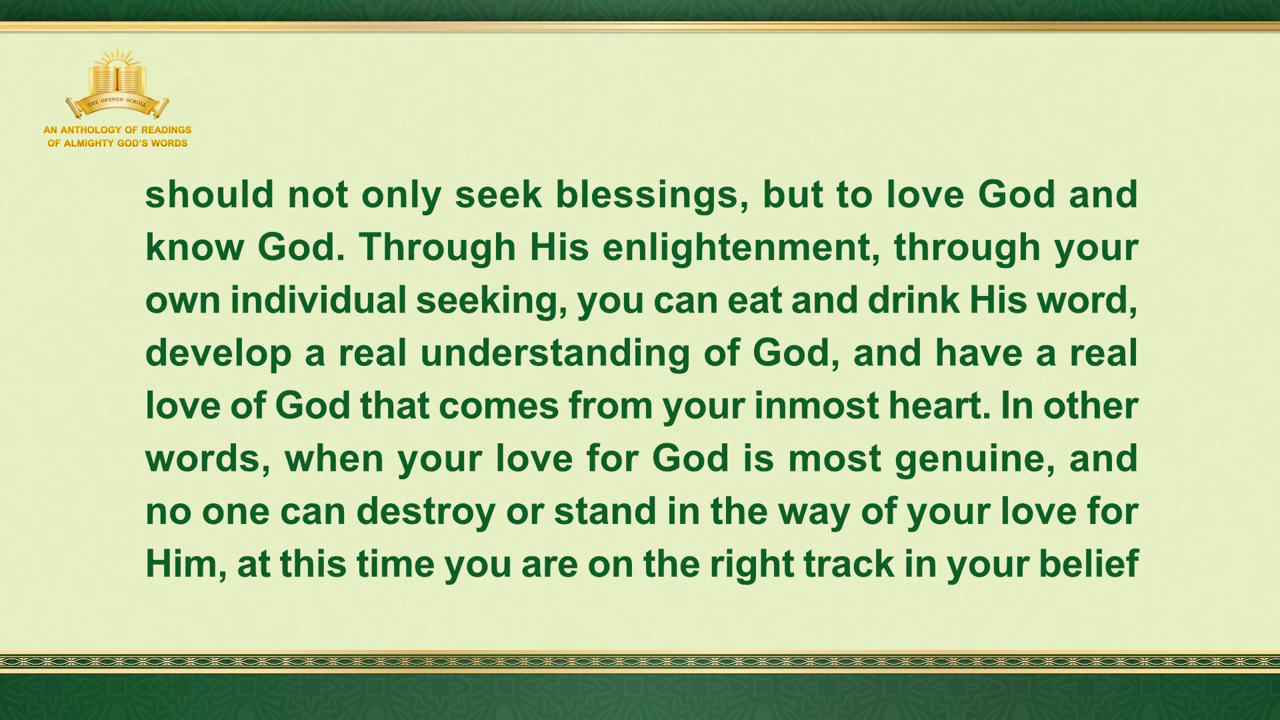 THE OPENED SCROLL
AN ANTHOLOGY OF READINGS
OF ALMIGHTY GOD'S WORDS
should not only seek blessings, but to love God and
know God. Through His enlightenment, through your
own individual seeking, you can eat and drink His word,
develop a real understanding of God, and have a real
love of God that comes from your inmost heart. In other
words, when your love for God is most genuine, and
no one can destroy or stand in the way of your love for
Him, at this time you are on the right track in your belief